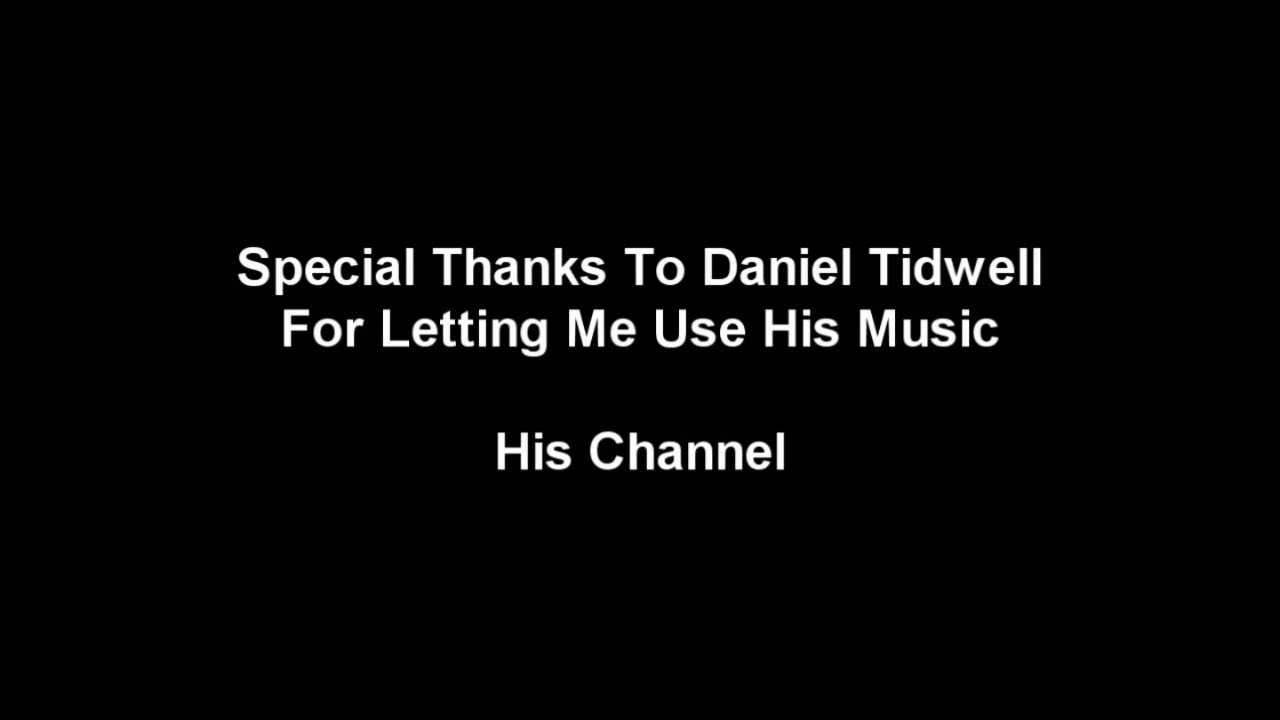 Special Thanks To Daniel Tidwell
For Letting Me Use His Music
His Channel